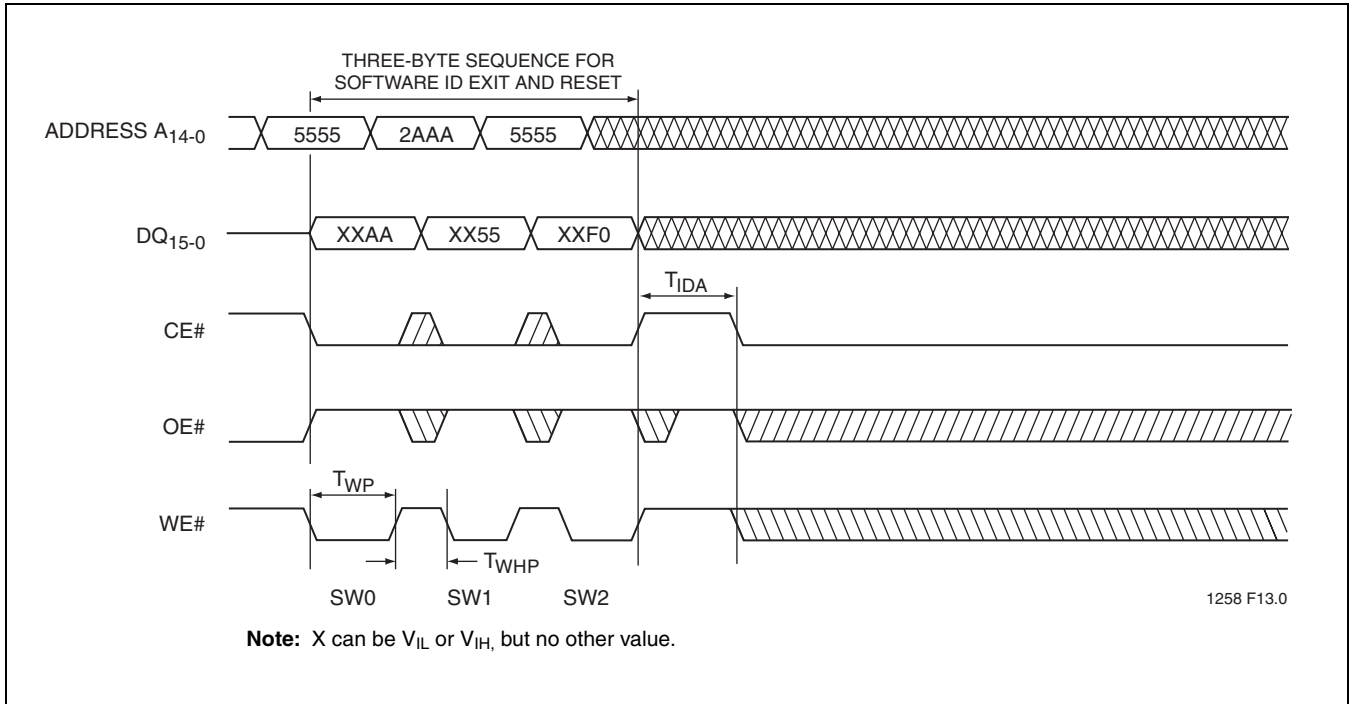 THREE-BYTE SEQUENCE FOR
SOFTWARE ID EXIT AND RESET
ADDRESS A14-0
5555 2AAA 5555
DQ15-0
XXAA XX55 XXF0
TIDA
CE#
OE#
TWP
WE#
TWHP
SW0 SW1 SW2
1258 F13.0
Note: X can be VIL or VIH, but no other value.